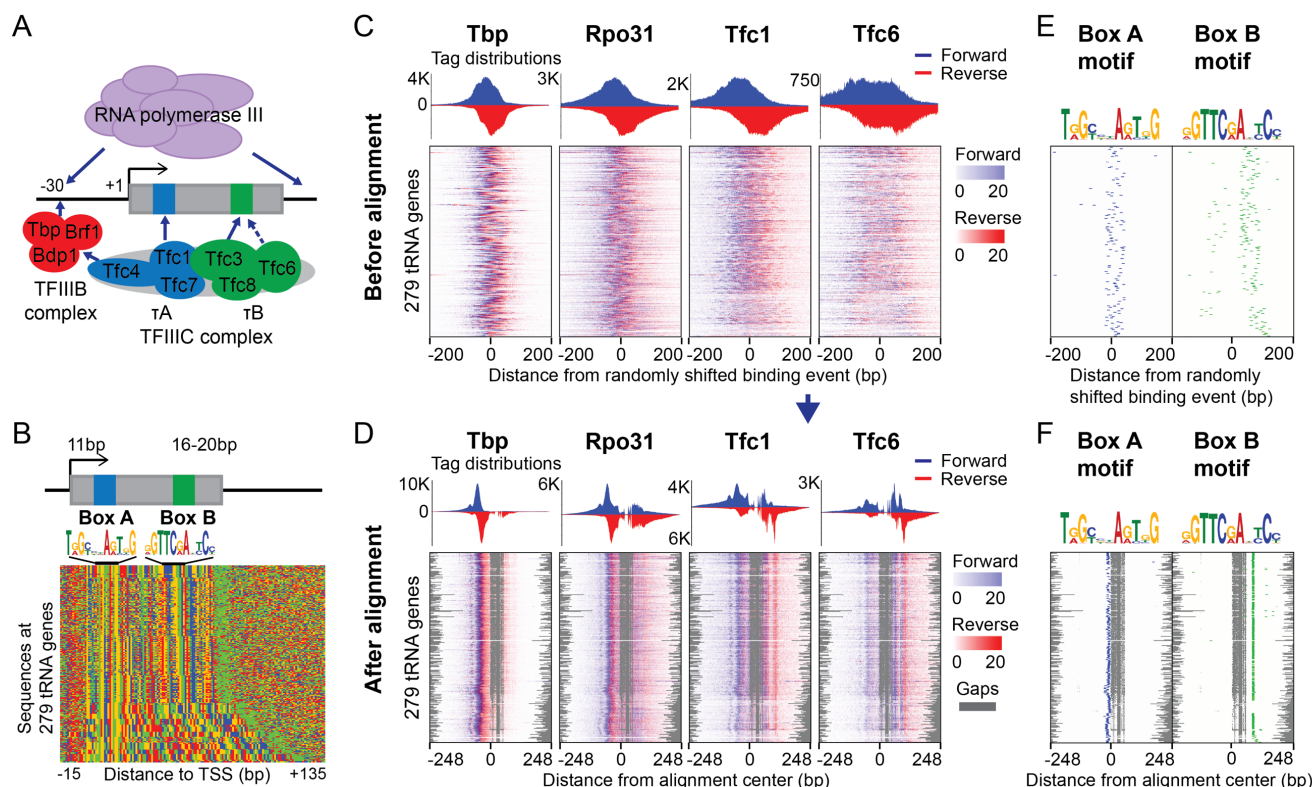 A
RNA polymerase III
-30
+1
Tbp
Brf1
Bdp1
Tfc4
Tfc1
Tfc7
Tfc3
Tfc8
Tfc6
TFIIIB
complex
τA
τB
TFIIIC complex
B
11bp
16-20bp
Box A
Box B
Sequences at
279 tRNA genes
-15
Distance to TSS (bp)
+135
C
Before alignment
Tbp
Rpo31
Tfc1
Tfc6
Tag distributions
Forward
Reverse
4K
0
3K
2K
750
279 tRNA genes
Forward
0 20
Reverse
0 20
-200 0 200
-200 0 200
-200 0 200
-200 0 200
Distance from randomly shifted binding event (bp)
D
After alignment
Tbp
Rpo31
Tfc1
Tfc6
Tag distributions
Forward
Reverse
10K
0
6K
4K
6K
3K
279 tRNA genes
Forward
0 20
Reverse
0 20
Gaps
-248 0 248
-248 0 248
-248 0 248
-248 0 248
Distance from alignment center (bp)
E
Box A
motif
Box B
motif
-200 0 200
-200 0 200
Distance from randomly
shifted binding event (bp)
F
Box A
motif
Box B
motif
-248 0 248
-248 0 248
Distance from alignment center (bp)